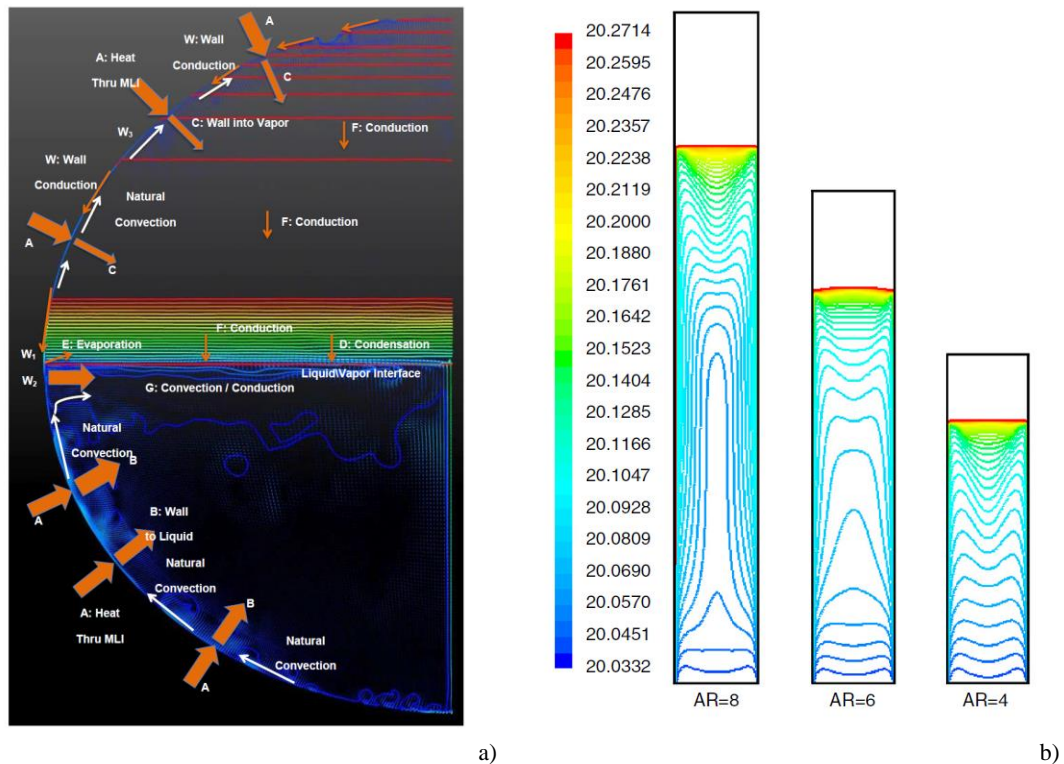 A
W: Wall
Conduction
A: Heat
Thru MLI
C
C: Wall into Vapor
F: Conduction
W3
W: Wall
Conduction
Natural
Convection
F: Conduction
A
C
F: Conduction
W1
E: Evaporation
D: Condensation
W2
Liquid\Vapor Interface
G: Convection / Conduction
Natural
Convection
B
A
B: Wall
to Liquid
Natural
Convection
A: Heat
Thru MLI
B
Natural
Convection
A
a)
20.2714
20.2595
20.2476
20.2357
20.2238
20.2119
20.2000
20.1880
20.1761
20.1642
20.1523
20.1404
20.1285
20.1166
20.1047
20.0928
20.0809
20.0690
20.0570
20.0451
20.0332
AR=8
AR=6
AR=4
b)